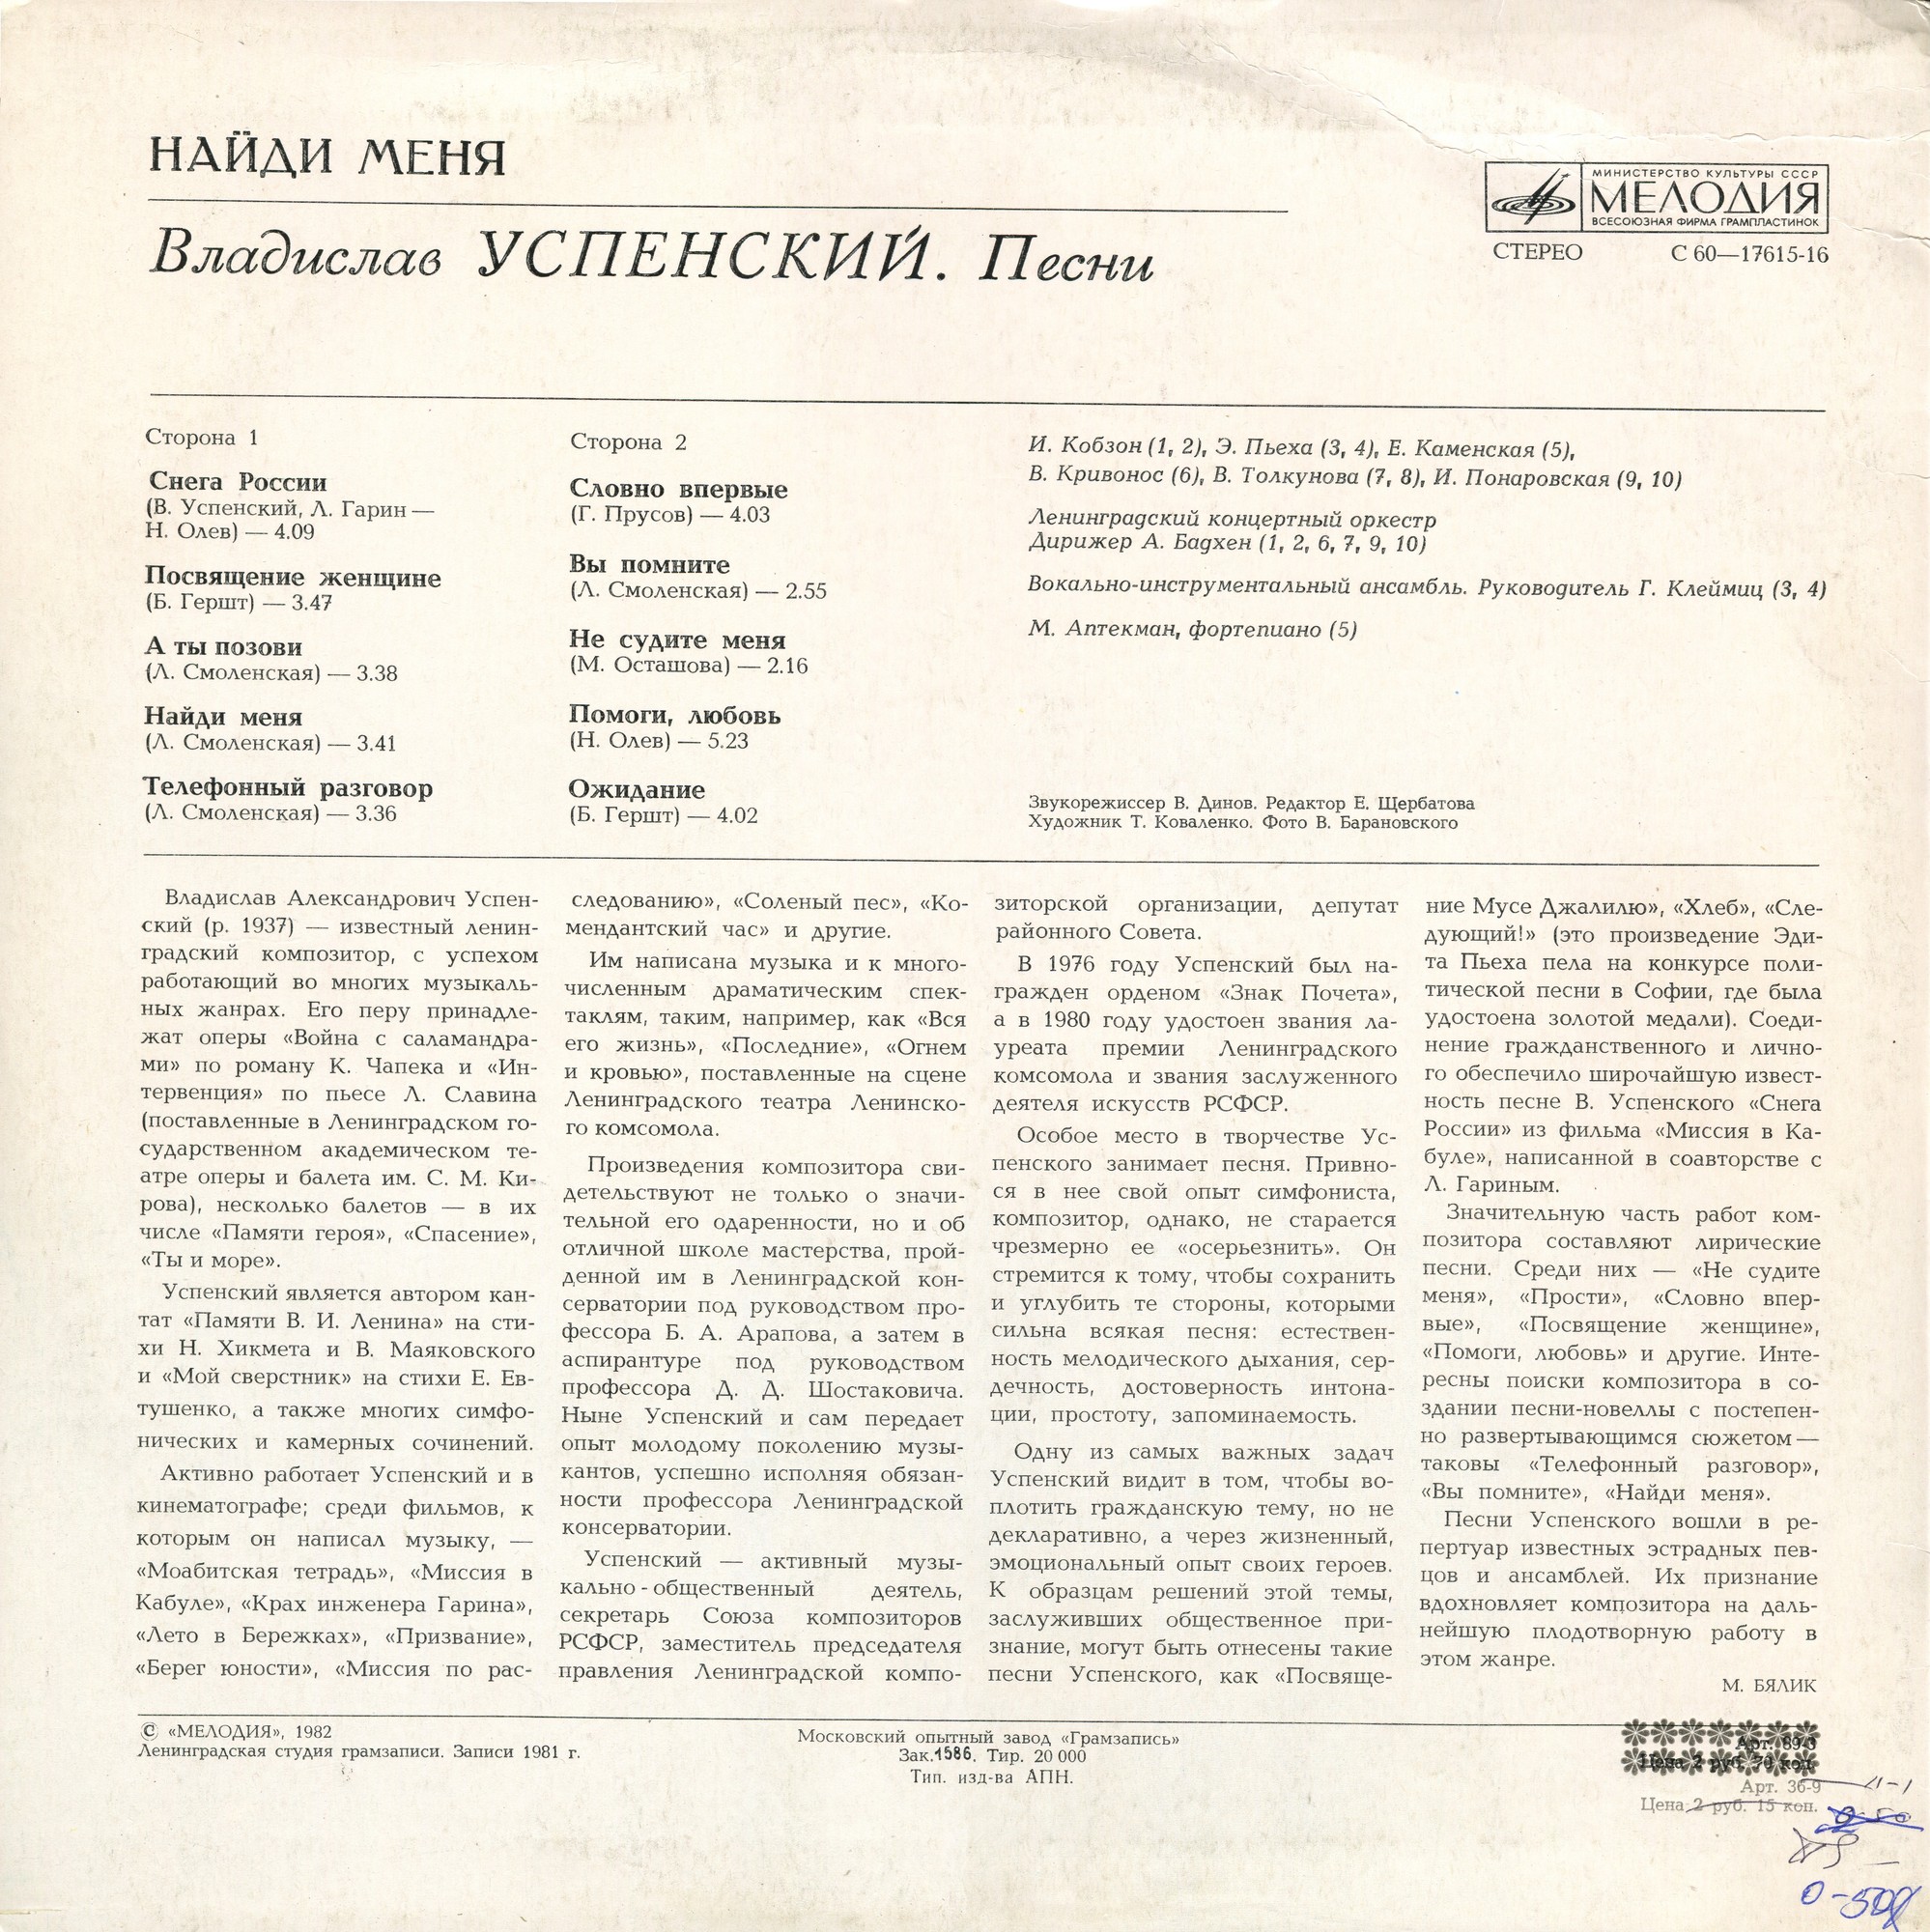 НАЙДИ МЕНЯ
Владислав УСПЕНСКИЙ. Песни
МИНИСТЕРСТВО КУЛЬТУРЫ СССР
МЕЛОДИЯ
ВСЕСОЮЗНАЯ ФИРМА ГРАМПЛАСТИНОК
СТЕРЕО С 60—17615-16
Сторона 1
Снега России
(В. Успенский, Л. Гарин —
Н. Олев) — 4.09
Посвящение женщине
(Б. Гершт) — 3.47
А ты позови
(Л. Смоленская) — 3.38
Найди меня
(Л. Смоленская) — 3.41
Телефонный разговор
(Л. Смоленская) — 3.36
Сторона 2
Словно впервые
(Г. Прусов) — 4.03
Вы помните
(Л. Смоленская) — 2.55
Не судите меня
(М. Осташова) — 2.16
Помоги, любовь
(Н. Олев) — 5.23
Ожидание
(Б. Гершт) — 4.02
И. Кобзон (1, 2), Э. Пьеха (3, 4), Е. Каменская (5),
В. Кривонос (6), В. Толкунова (7, 8), И. Понаровская (9, 10)
Ленинградский концертный оркестр
Дирижер А. Бадхен (1, 2, 6, 7, 9, 10)
Вокально-инструментальный ансамбль. Руководитель Г. Клеймиц (3, 4)
М. Аптекман, фортепиано (5)
Звукорежиссер В. Динов. Редактор Е. Щербатова
Художник Т. Коваленко. Фото В. Барановского
Владислав Александрович Успен-
ский (р. 1937) — известный ленин-
градский композитор, с успехом
работающий во многих музыкаль-
ных жанрах. Его перу принадле-
жат оперы «Война с саламандра-
ми» по роману К. Чапека и «Ин-
тервенция» по пьесе Л. Славина
(поставленные в Ленинградском го-
сударственном академическом те-
атре оперы и балета им. С. М. Ки-
рова), несколько балетов — в их
числе «Памяти героя», «Спасение»,
«Ты и море».
Успенский является автором кан-
тат «Памяти В. И. Ленина» на сти-
хи Н. Хикмета и В. Маяковского
и «Мой сверстник» на стихи Е. Ев-
тушенко, а также многих симфо-
нических и камерных сочинений.
Активно работает Успенский и в
кинематографе; среди фильмов, к
которым он написал музыку, —
«Моабитская тетрадь», «Миссия в
Кабуле», «Крах инженера Гарина»,
«Лето в Бережках», «Призвание»,
«Берег юности», «Миссия по рас-
следованию», «Соленый пес», «Ко-
мендантский час» и другие.
Им написана музыка и к много-
численным драматическим спек-
таклям, таким, например, как «Вся
его жизнь», «Последние», «Огнем
и кровью», поставленные на сцене
Ленинградского театра Ленинско-
го комсомола.
Произведения композитора сви-
детельствуют не только о значи-
тельной его одаренности, но и об
отличной школе мастерства, прой-
денной им в Ленинградской кон-
серватории под руководством про-
фессора Б. А. Арапова, а затем в
аспирантуре под руководством
профессора Д. Д. Шостаковича.
Ныне Успенский и сам передает
опыт молодому поколению музы-
кантов, успешно исполняя обязан-
ности профессора Ленинградской
консерватории.
Успенский — активный музы-
кально-общественный деятель,
секретарь Союза композиторов
РСФСР, заместитель председателя
правления Ленинградской компо-
зиторской организации, депутат
районного Совета.
В 1976 году Успенский был на-
гражден орденом «Знак Почета»,
а в 1980 году удостоен звания ла-
уреата премии Ленинградского
комсомола и звания заслуженного
деятеля искусств РСФСР.
Особое место в творчестве Ус-
пенского занимает песня. Привно-
ся в нее свой опыт симфониста,
композитор, однако, не старается
чрезмерно ее «осерьезнить». Он
стремится к тому, чтобы сохранить
и углубить те стороны, которыми
сильна всякая песня: естествен-
ность мелодического дыхания, сер-
дечность, достоверность интона-
ции, простоту, запоминаемость.
Одну из самых важных задач
Успенский видит в том, чтобы во-
плотить гражданскую тему, но не
декларативно, а через жизненный,
эмоциональный опыт своих героев.
К образцам решений этой темы,
заслуживших общественное при-
знание, могут быть отнесены такие
песни Успенского, как «Посвяще-
ние Мусе Джалилю», «Хлеб», «Сле-
дующий!» (это произведение Эди-
та Пьеха пела на конкурсе поли-
тической песни в Софии, где была
удостоена золотой медали). Соеди-
нение гражданственного и лично-
го обеспечило широчайшую извест-
ность песне В. Успенского «Снега
России» из фильма «Миссия в Ка-
буле», написанной в соавторстве с
Л. Гариным.
Значительную часть работ ком-
позитора составляют лирические
песни. Среди них — «Не судите
меня», «Прости», «Словно впер-
вые», «Посвящение женщине»,
«Помоги, любовь» и другие. Инте-
ресны поиски композитора в со-
здании песни-новеллы с постепен-
но развертывающимся сюжетом —
таковы «Телефонный разговор»,
«Вы помните», «Найди меня».
Песни Успенского вошли в ре-
пертуар известных эстрадных пев-
цов и ансамблей. Их признание
вдохновляет композитора на даль-
нейшую плодотворную работу в
этом жанре.
М. БЯЛИК
© «МЕЛОДИЯ», 1982
Ленинградская студия грамзаписи. Записи 1981 г.
Московский опытный завод «Грамзапись»
Зак.1586. Тир. 20 000
Тип. изд-ва АПН.
Арт. 89-3
Цена 2 руб. 70 коп.
Арт. 36-9
Цена 2 руб. 15 коп.
11-1